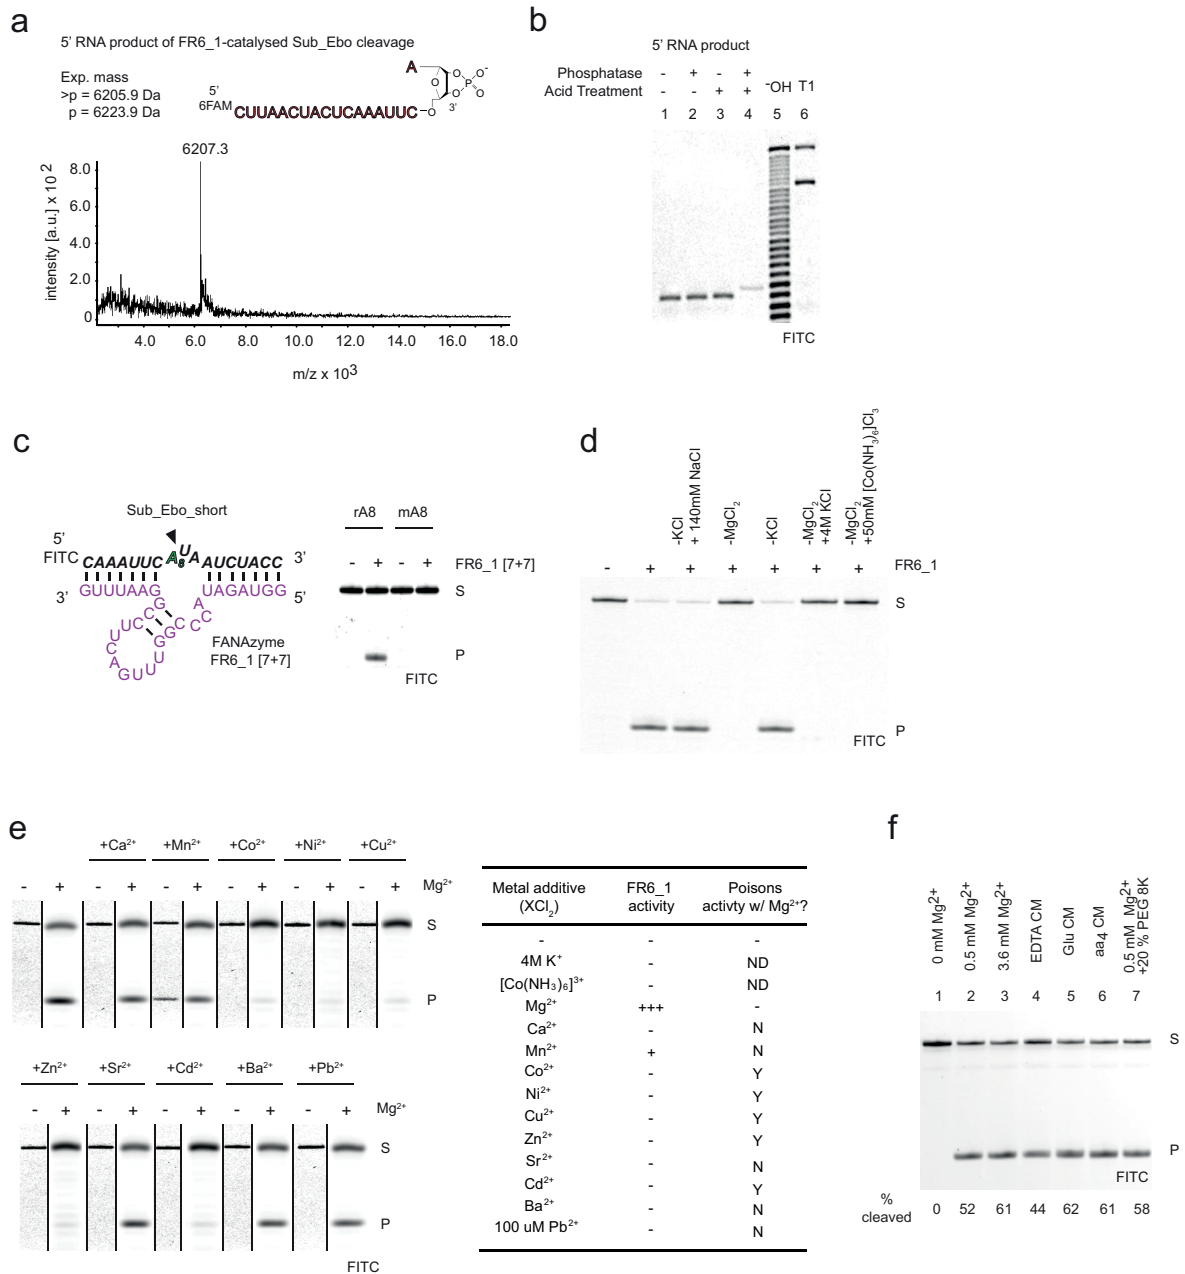 a
5' RNA product of FR6_1-catalysed Sub_Ebo cleavage
Exp. mass
>p = 6205.9 Da
p = 6223.9 Da
5'
6FAM CUUAACUACUCAAAUUC
A
O
O
O
P
O⁻
O
O
3'
6207.3
intensity [a.u.] x 10²
8.0
6.0
4.0
2.0
0
4.0 6.0 8.0 10.0 12.0 14.0 16.0 18.0
m/z x 10³
b
5' RNA product
Phosphatase - + - +
Acid Treatment - - + + ⁻OH T1
1 2 3 4 5 6
FITC
c
Sub_Ebo_short
5'
FITC CAAAUUC A₈UA AUCUACC 3'
3' GUUUAAG UAGAUGG 5'
GCCUUCUCAGUUUUGGCCCA
FANAzyme
FR6_1 [7+7]
rA8 mA8
- + - + FR6_1 [7+7]
S
P
FITC
d
-KCl + 140mM NaCl
-MgCl₂
-KCl
-MgCl₂ +4M KCl
-MgCl₂ +50mM [Co(NH₃)₆]Cl₃
- + + + + + + FR6_1
S
P
FITC
e
+Ca²⁺ +Mn²⁺ +Co²⁺ +Ni²⁺ +Cu²⁺
- + - + - + - + - + - + Mg²⁺
S
P
+Zn²⁺ +Sr²⁺ +Cd²⁺ +Ba²⁺ +Pb²⁺
- + - + - + - + - + Mg²⁺
S
P
FITC
Metal additive (XCl₂) FR6_1 activity Poisons activty w/ Mg²⁺?
- - -
4M K⁺ - ND
[Co(NH₃)₆]³⁺ - ND
Mg²⁺ +++ -
Ca²⁺ - N
Mn²⁺ + N
Co²⁺ - Y
Ni²⁺ - Y
Cu²⁺ - Y
Zn²⁺ - Y
Sr²⁺ - N
Cd²⁺ - Y
Ba²⁺ - N
100 uM Pb²⁺ - N
f
0 mM Mg²⁺
0.5 mM Mg²⁺
3.6 mM Mg²⁺
EDTA CM
Glu CM
aa₄ CM
0.5 mM Mg²⁺ +20 % PEG 8K
1 2 3 4 5 6 7
S
P
FITC
% cleaved 0 52 61 44 62 61 58